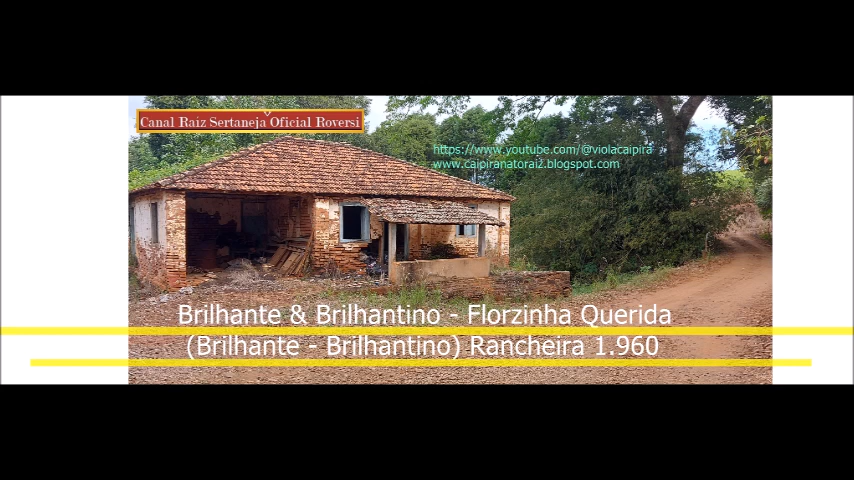 Canal Raiz Sertaneja Oficial Roversi
https://www.youtube.com/@violacaipira
www.caipiranatoraiz.blogspot.com
Brilhante & Brilhantino - Florzinha Querida
(Brilhante - Brilhantino) Rancheira 1.960